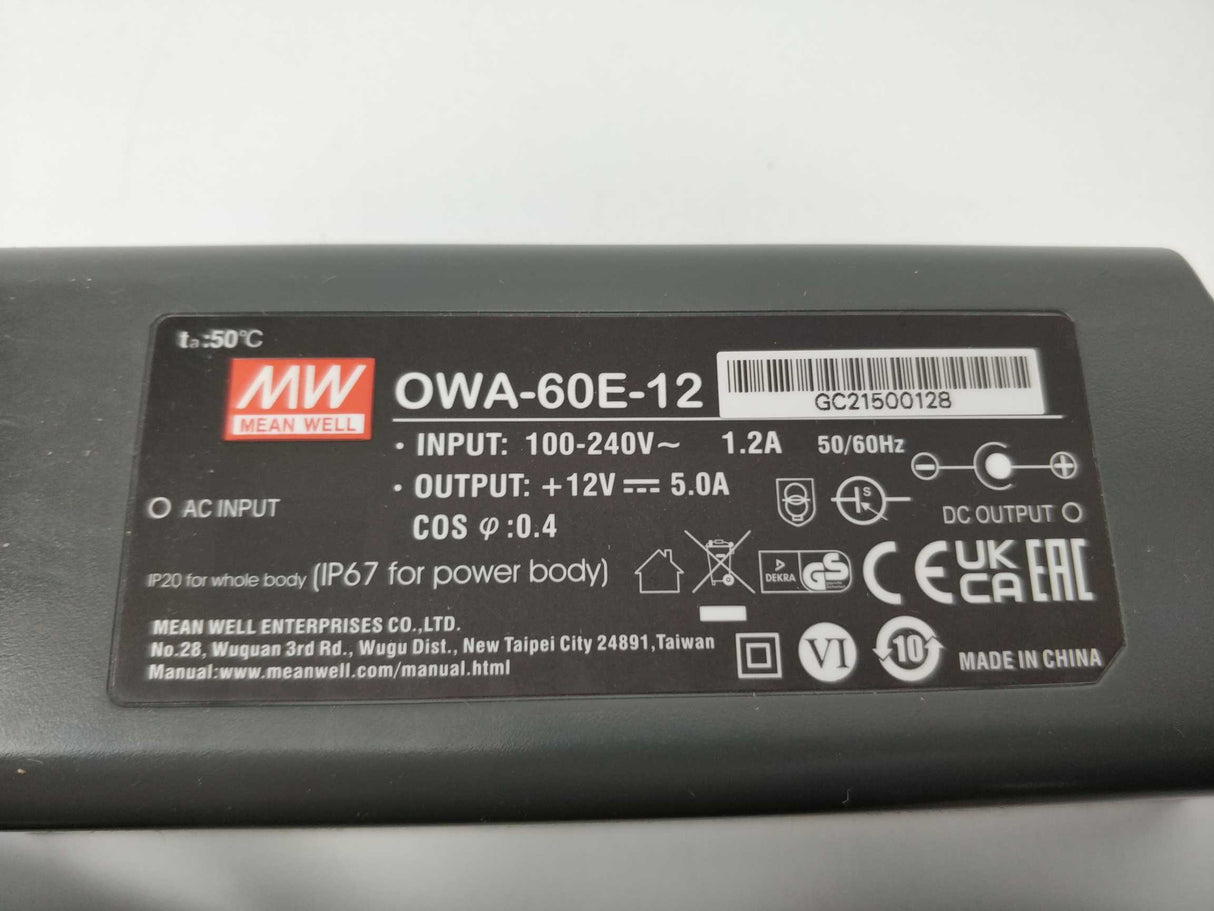 ta:50°C
MW
MEAN WELL
OWA-60E-12
GC21500128
· INPUT: 100-240V~ 1.2A 50/60Hz
· OUTPUT: +12V⎓ 5.0A
COS φ:0.4
AC INPUT
S
DC OUTPUT
IP20 for whole body (IP67 for power body)
DEKRA
GS
CE
UK
CA
EAC
MEAN WELL ENTERPRISES CO.,LTD.
No.28, Wuquan 3rd Rd., Wugu Dist., New Taipei City 24891,Taiwan
Manual:www.meanwell.com/manual.html
VI
10
MADE IN CHINA